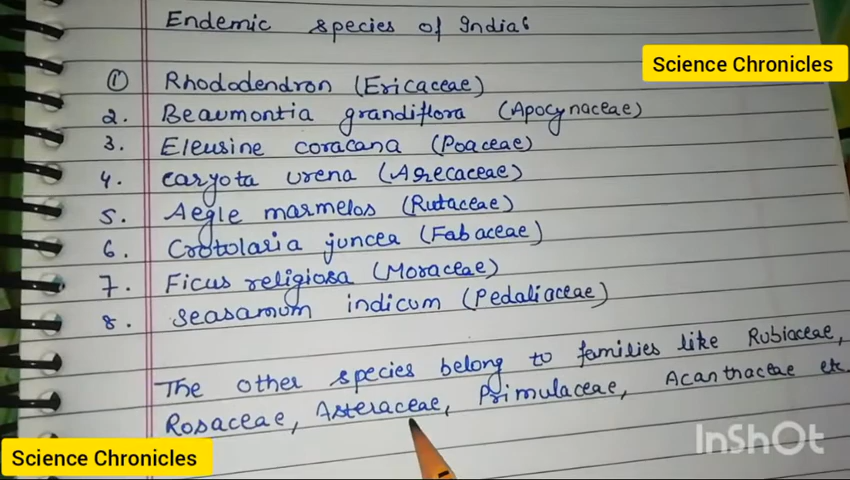 Endemic species of India:
Science Chronicles
① Rhododendron (Ericaceae)
2. Beaumontia grandiflora (Apocynaceae)
3. Eleusine coracana (Poaceae)
4. Caryota urena (Arecaceae)
5. Aegle marmelos (Rutaceae)
6. Crotolaria juncea (Fabaceae)
7. Ficus religiosa (Moraceae)
8. Seasamum indicum (Pedaliaceae)
The other species belong to families like Rubiaceae,
Rosaceae, Asteraceae, Primulaceae, Acanthaceae etc.
InShOt
Science Chronicles